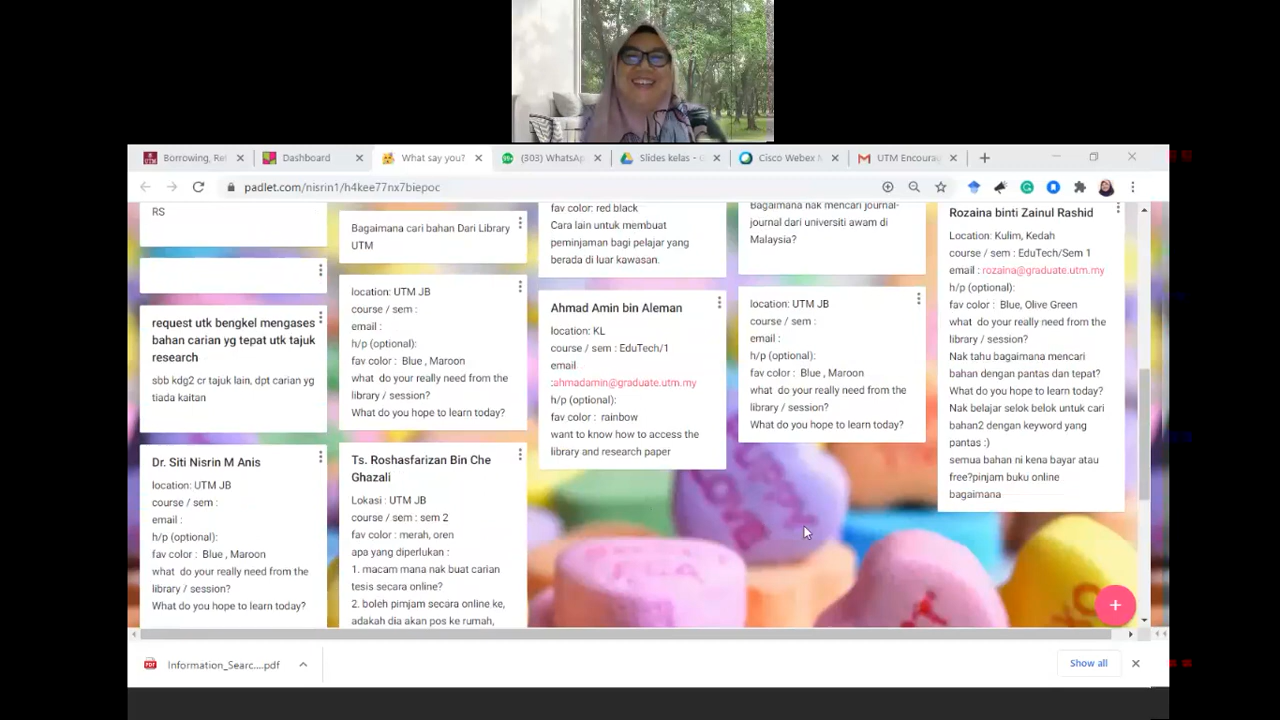 Borrowing, Ret
Dashboard
What say you?
(303) WhatsAp
Slides kelas - G
Cisco Webex M
UTM Encourag
padlet.com/nisrin1/h4kee77nx7biepoc
RS
request utk bengkel mengases
bahan carian yg tepat utk tajuk
research
sbb kdg2 cr tajuk lain, dpt carian yg
tiada kaitan
Dr. Siti Nisrin M Anis
location: UTM JB
course / sem :
email :
h/p (optional):
fav color : Blue , Maroon
what do your really need from the
library / session?
What do you hope to learn today?
Bagaimana cari bahan Dari Library
UTM
location: UTM JB
course / sem :
email :
h/p (optional):
fav color : Blue , Maroon
what do your really need from the
library / session?
What do you hope to learn today?
Ts. Roshasfarizan Bin Che
Ghazali
Lokasi : UTM JB
course / sem : sem 2
fav color : merah, oren
apa yang diperlukan :
1. macam mana nak buat carian
tesis secara online?
2. boleh pimjam secara online ke,
adakah dia akan pos ke rumah,
fav color: red black
Cara lain untuk membuat
peminjaman bagi pelajar yang
berada di luar kawasan.
Ahmad Amin bin Aleman
location: KL
course / sem : EduTech/1
email
:ahmadamin@graduate.utm.my
h/p (optional):
fav color : rainbow
want to know how to access the
library and research paper
Bagaimana nak mencari journal-
journal dari universiti awam di
Malaysia?
location: UTM JB
course / sem :
email :
h/p (optional):
fav color : Blue , Maroon
what do your really need from the
library / session?
What do you hope to learn today?
Rozaina binti Zainul Rashid
Location: Kulim, Kedah
course / sem : EduTech/Sem 1
email : rozaina@graduate.utm.my
h/p (optional):
fav color : Blue, Olive Green
what do your really need from the
library / session?
Nak tahu bagaimana mencari
bahan dengan pantas dan tepat?
What do you hope to learn today?
Nak belajar selok belok untuk cari
bahan2 dengan keyword yang
pantas :)
semua bahan ni kena bayar atau
free?pinjam buku online
bagaimana
Information_Searc....pdf
Show all